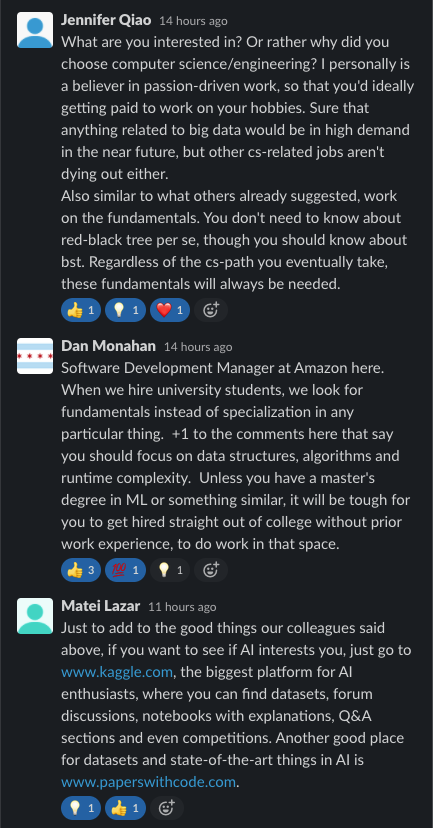 Jennifer Qiao 14 hours ago
What are you interested in? Or rather why did you
choose computer science/engineering? I personally is
a believer in passion-driven work, so that you'd ideally
getting paid to work on your hobbies. Sure that
anything related to big data would be in high demand
in the near future, but other cs-related jobs aren't
dying out either.
Also similar to what others already suggested, work
on the fundamentals. You don't need to know about
red-black tree per se, though you should know about
bst. Regardless of the cs-path you eventually take,
these fundamentals will always be needed.
👍 1 💡 1 ❤️ 1
Dan Monahan 14 hours ago
Software Development Manager at Amazon here.
When we hire university students, we look for
fundamentals instead of specialization in any
particular thing.  +1 to the comments here that say
you should focus on data structures, algorithms and
runtime complexity.  Unless you have a master's
degree in ML or something similar, it will be tough for
you to get hired straight out of college without prior
work experience, to do work in that space.
👍 3 💯 1 💡 1
Matei Lazar 11 hours ago
Just to add to the good things our colleagues said
above, if you want to see if AI interests you, just go to
www.kaggle.com, the biggest platform for AI
enthusiasts, where you can find datasets, forum
discussions, notebooks with explanations, Q&A
sections and even competitions. Another good place
for datasets and state-of-the-art things in AI is
www.paperswithcode.com.
💡 1 👍 1